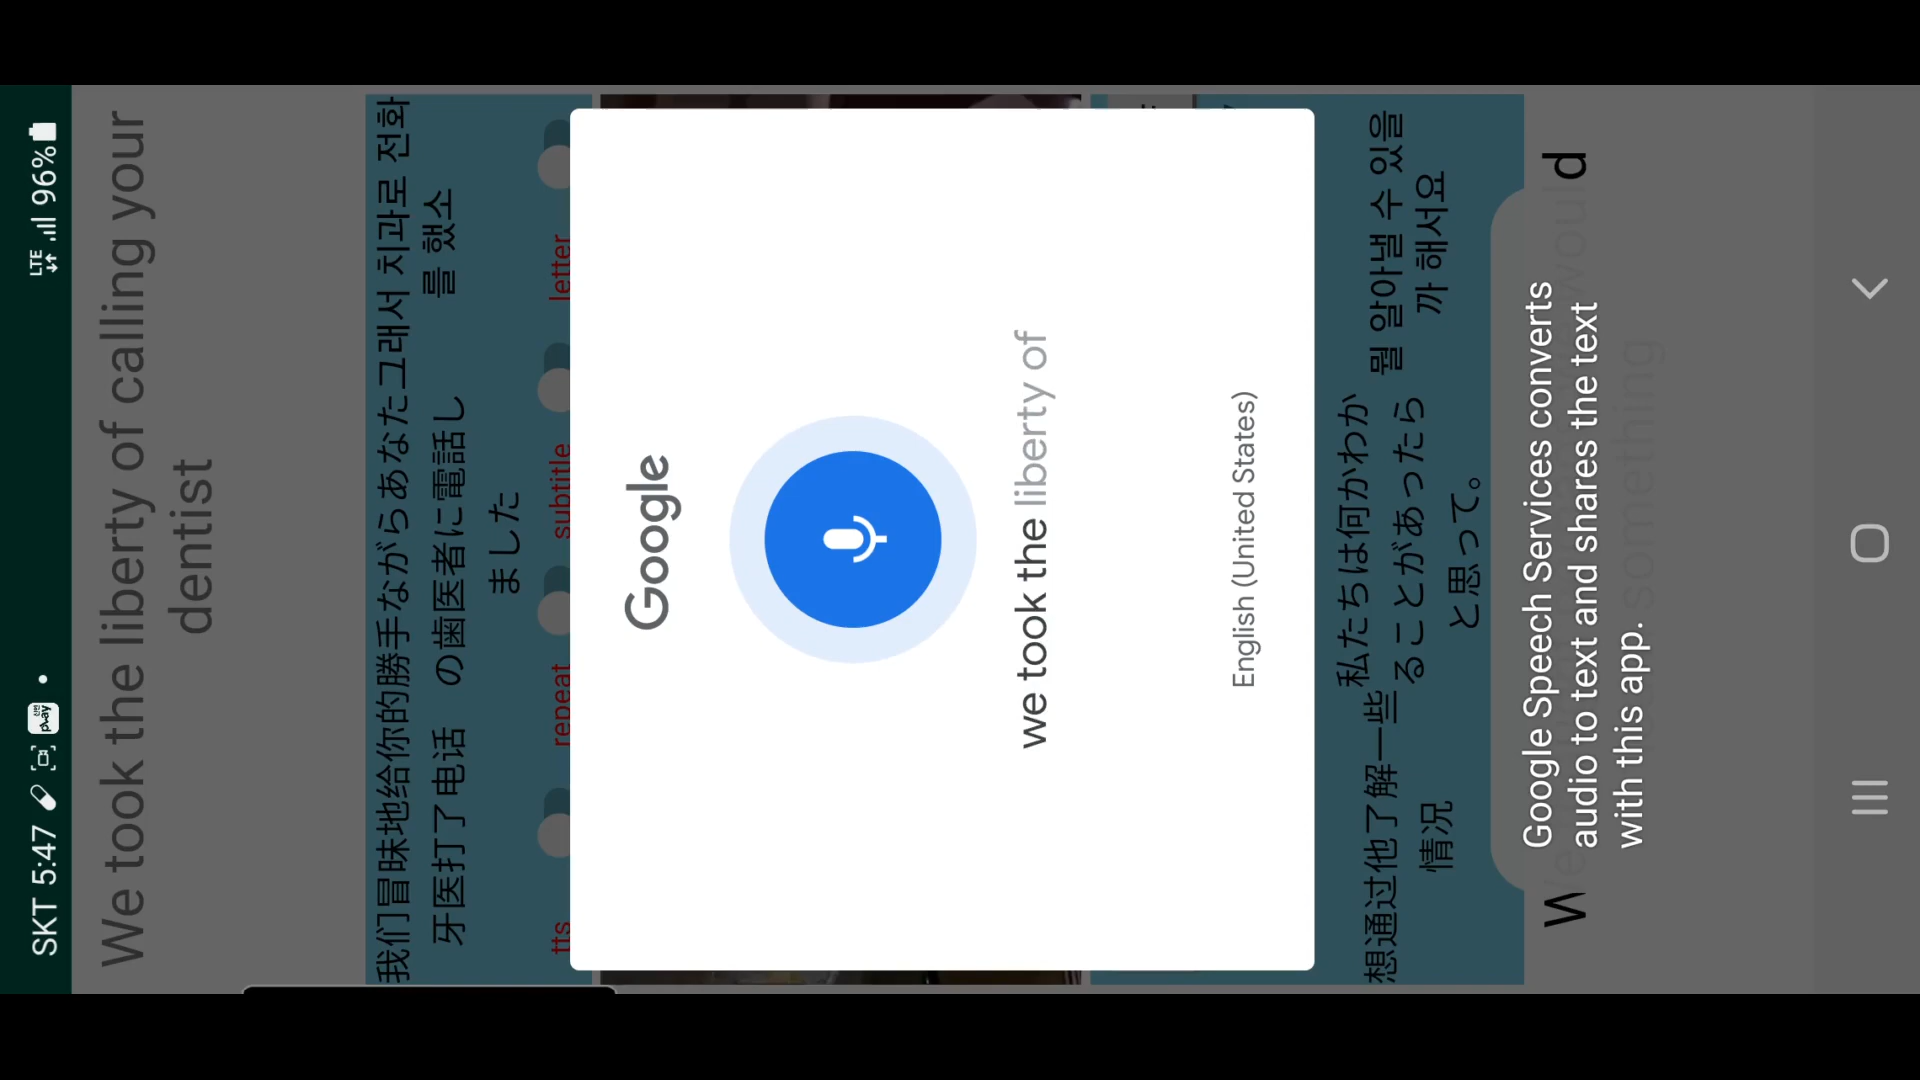 SKT 5:47
LTE
96%
We took the liberty of calling your
dentist
我们冒昧地给你的
牙医打了电话
勝手ながらあなた
の歯医者に電話し
ました
그래서 치과로 전화
를 했소
tts
repeat
subtitle
letter
Google
we took the liberty of
English (United States)
想通过他了解一些
情况
私たちは何かわか
ることがあったら
と思って。
뭘 알아낼 수 있을
까 해서요
Google Speech Services converts
audio to text and shares the text
with this app.
would
something